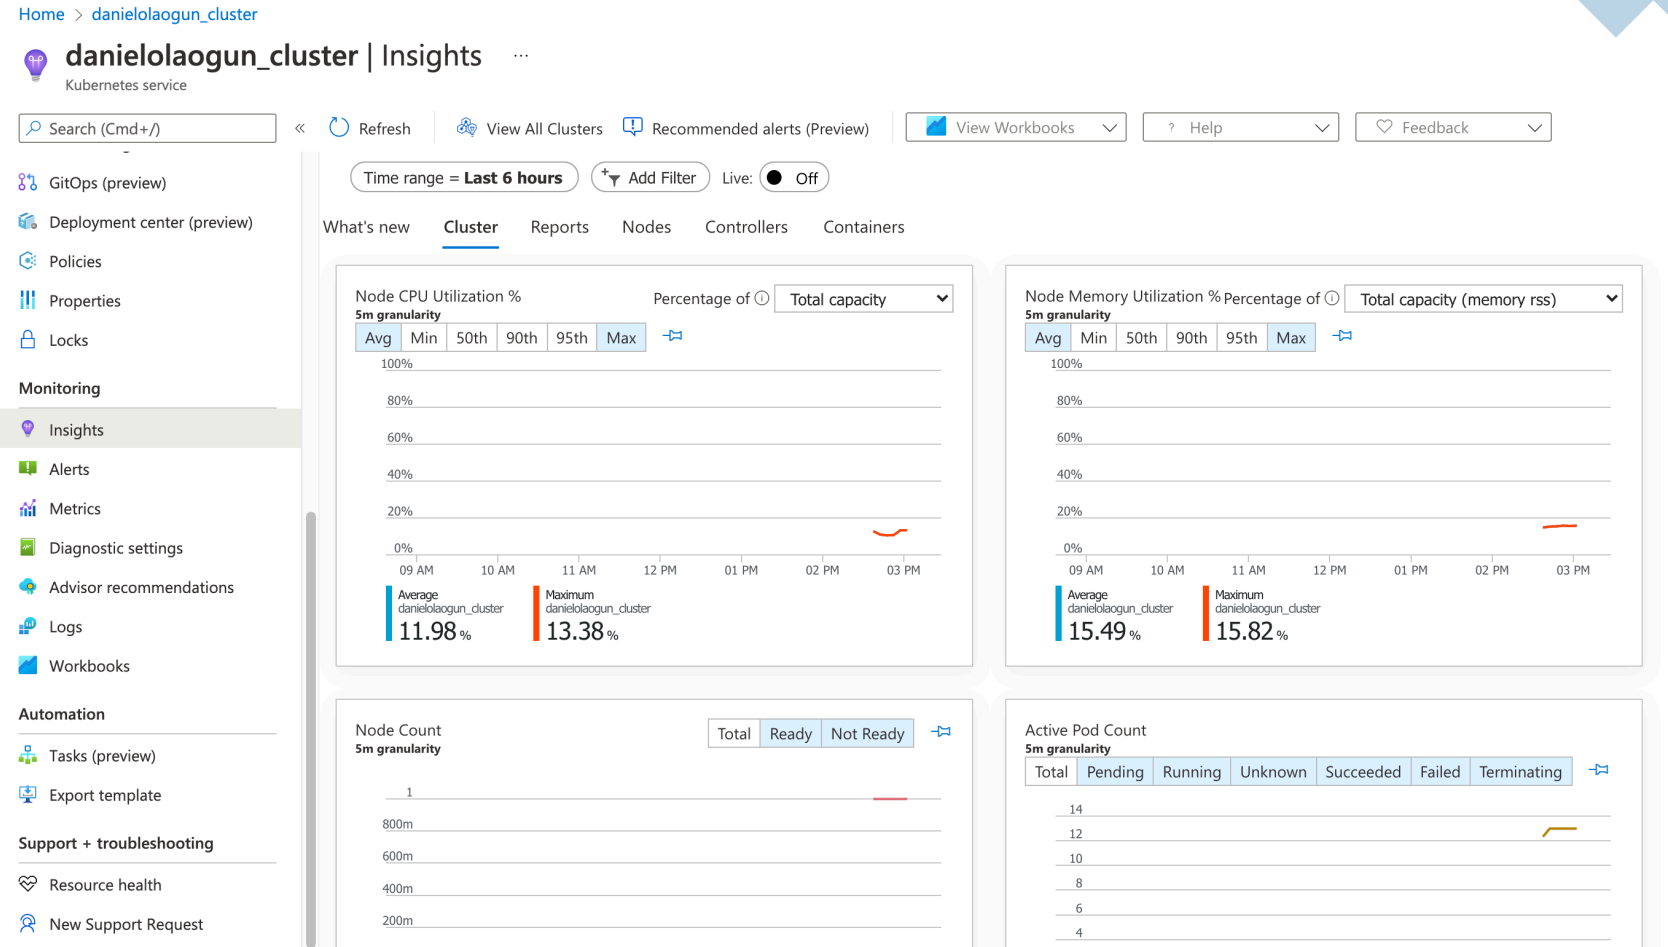 Home > danielolaogun_cluster
danielolaogun_cluster | Insights ...
Kubernetes service
Search (Cmd+/)
«
Refresh
View All Clusters
Recommended alerts (Preview)
View Workbooks
? Help
Feedback
Time range = Last 6 hours
Add Filter
Live: Off
What's new Cluster Reports Nodes Controllers Containers
GitOps (preview)
Deployment center (preview)
Policies
Properties
Locks
Monitoring
Insights
Alerts
Metrics
Diagnostic settings
Advisor recommendations
Logs
Workbooks
Automation
Tasks (preview)
Export template
Support + troubleshooting
Resource health
New Support Request
Node CPU Utilization %
5m granularity
Percentage of Total capacity
Avg Min 50th 90th 95th Max
100%
80%
60%
40%
20%
0%
09 AM 10 AM 11 AM 12 PM 01 PM 02 PM 03 PM
Average
danielolaogun_cluster
11.98 %
Maximum
danielolaogun_cluster
13.38 %
Node Memory Utilization %
5m granularity
Percentage of Total capacity (memory rss)
Avg Min 50th 90th 95th Max
100%
80%
60%
40%
20%
0%
09 AM 10 AM 11 AM 12 PM 01 PM 02 PM 03 PM
Average
danielolaogun_cluster
15.49 %
Maximum
danielolaogun_cluster
15.82 %
Node Count
5m granularity
Total Ready Not Ready
1
800m
600m
400m
200m
Active Pod Count
5m granularity
Total Pending Running Unknown Succeeded Failed Terminating
14
12
10
8
6
4